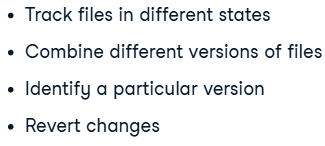 • Track files in different states
• Combine different versions of files
• Identify a particular version
• Revert changes